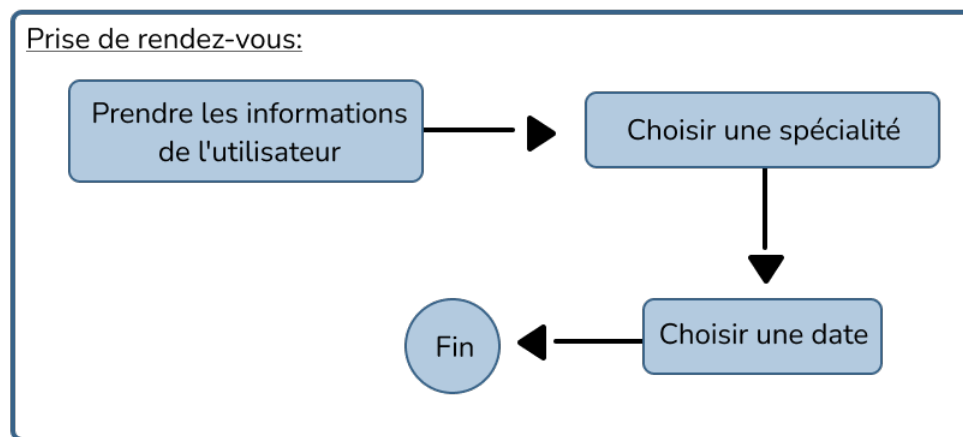 Prise de rendez-vous:
Prendre les informations
de l'utilisateur
Choisir une spécialité
Choisir une date
Fin